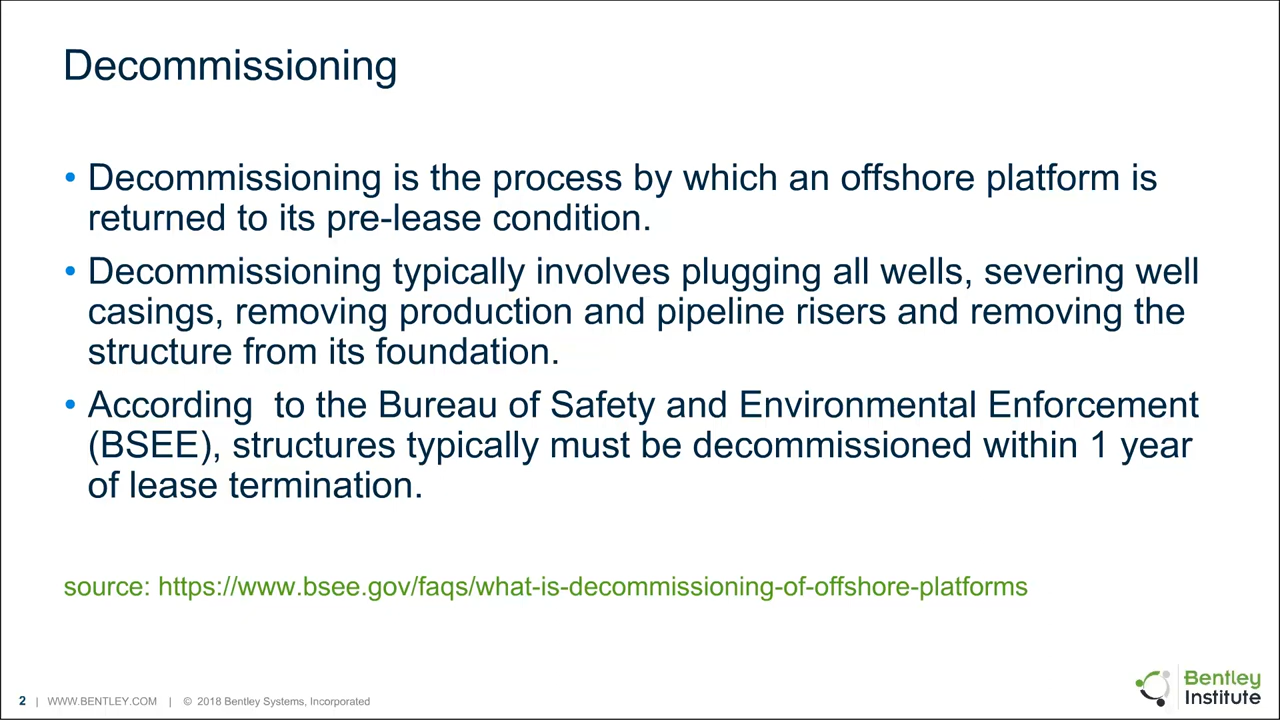 Decommissioning
• Decommissioning is the process by which an offshore platform is
returned to its pre-lease condition.
• Decommissioning typically involves plugging all wells, severing well
casings, removing production and pipeline risers and removing the
structure from its foundation.
• According  to the Bureau of Safety and Environmental Enforcement
(BSEE), structures typically must be decommissioned within 1 year
of lease termination.
source: https://www.bsee.gov/faqs/what-is-decommissioning-of-offshore-platforms
2 | WWW.BENTLEY.COM | © 2018 Bentley Systems, Incorporated
Bentley
Institute